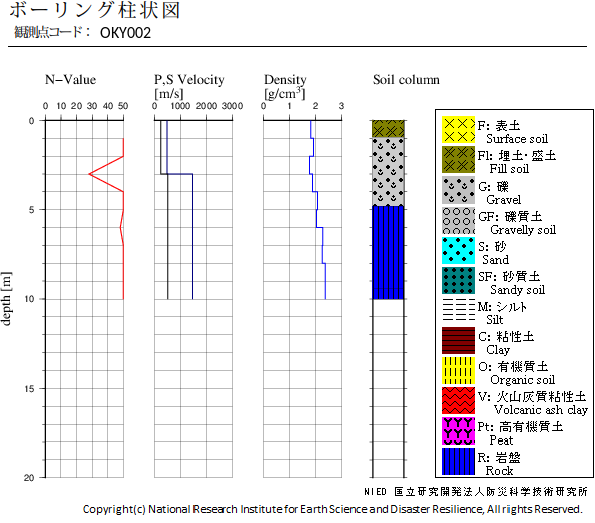 ボーリング柱状図
観測点コード： OKY002
N−Value P,S Velocity Density Soil column
[m/s] [g/cm3]
0 10 20 30 40 50 0 1000 2000 3000 0 1 2 3
0
5
10
15
20
depth [m]
F: 表土
Surface soil
Fl: 埋土・盛土
Fill soil
G: 礫
Gravel
GF: 礫質土
Gravelly soil
S: 砂
Sand
SF: 砂質土
Sandy soil
M: シルト
Silt
C: 粘性土
Clay
O: 有機質土
Organic soil
V: 火山灰質粘性土
Volcanic ash clay
Pt: 高有機質土
Peat
R: 岩盤
Rock
NIED 国立研究開発法人防災科学技術研究所
Copyright(c) National Research Institute for Earth Science and Disaster Resilience, All rights Reserved.